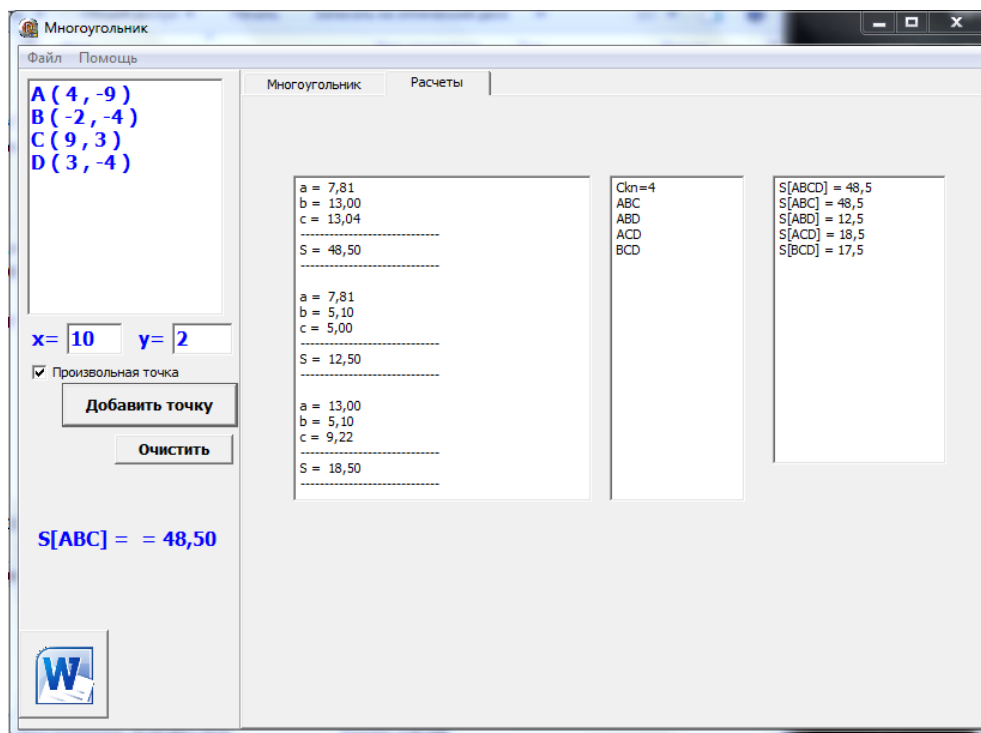 Многоугольник
Файл Помощь
A ( 4 , -9 )
B ( -2 , -4 )
C ( 9 , 3 )
D ( 3 , -4 )
x= 10 y= 2
Произвольная точка
Добавить точку
Очистить
S[ABC] = = 48,50
W
Многоугольник Расчеты
a = 7,81
b = 13,00
c = 13,04
------------------------------
S = 48,50
------------------------------
a = 7,81
b = 5,10
c = 5,00
------------------------------
S = 12,50
------------------------------
a = 13,00
b = 5,10
c = 9,22
------------------------------
S = 18,50
------------------------------
Ckn=4
ABC
ABD
ACD
BCD
S[ABCD] = 48,5
S[ABC] = 48,5
S[ABD] = 12,5
S[ACD] = 18,5
S[BCD] = 17,5